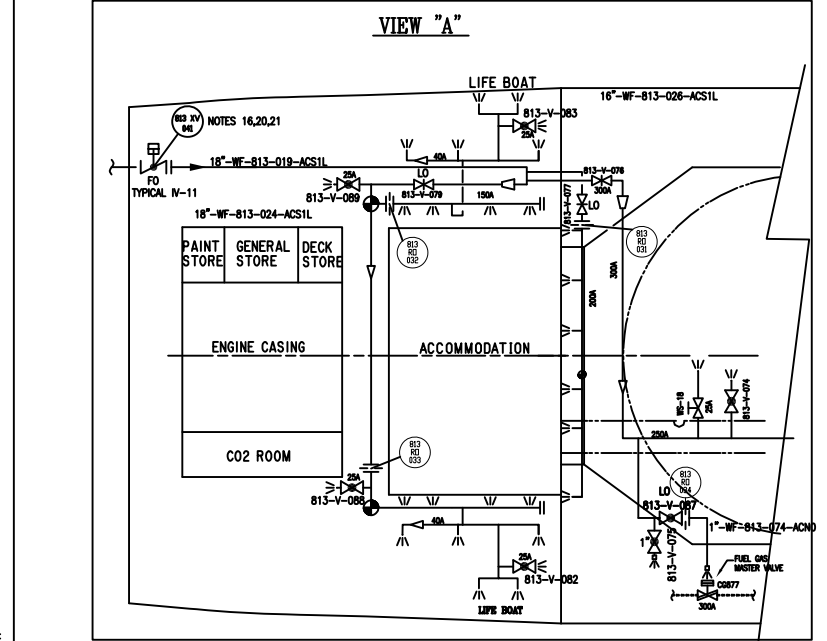 VIEW "A"
LIFE BOAT
16"-WF-813-026-ACS1L
813-V-083
25A
813 XV
041
NOTES 16,20,21
40A
18"-WF-813-019-ACS1L
FO
TYPICAL IV-11
25A
LO
813-V-076
813-V-089
813-V-079
150A
813-V-077
300A
LO
18"-WF-813-024-ACS1L
813
RO
032
813
RO
031
PAINT
STORE
GENERAL
STORE
DECK
STORE
300A
200A
ENGINE CASING
ACCOMMODATION
WS-18
25A
813-V-074
250A
CO2 ROOM
813
RO
033
813
RO
034
25A
813-V-088
LO
813-V-087
40A
1"-WF-813-074-ACNO
1"
813-V-075
25A
813-V-082
FUEL GAS
MASTER VALVE
CG877
300A
LIFE BOAT